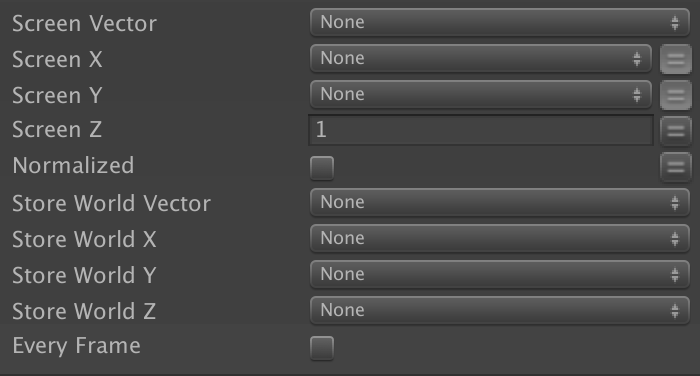 Screen Vector None
Screen X None
Screen Y None
Screen Z 1
Normalized
Store World Vector None
Store World X None
Store World Y None
Store World Z None
Every Frame